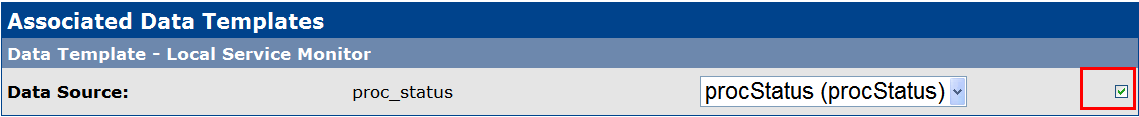 Associated Data Templates
Data Template - Local Service Monitor
Data Source: proc_status procStatus (procStatus)